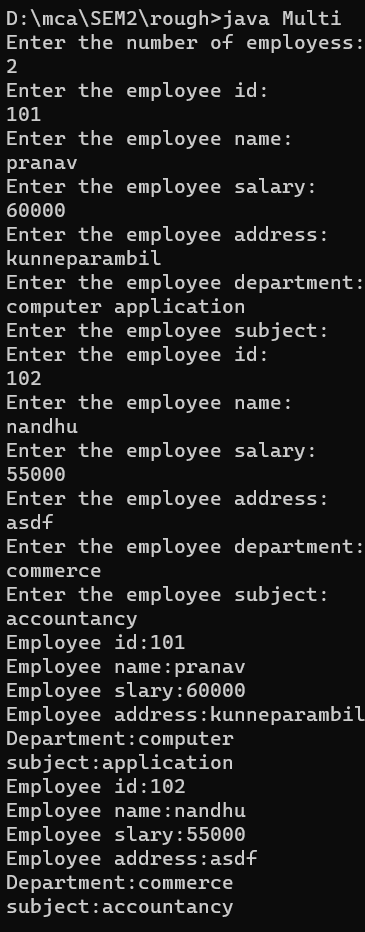 D:\mca\SEM2\rough>java Multi
Enter the number of employess:
2
Enter the employee id:
101
Enter the employee name:
pranav
Enter the employee salary:
60000
Enter the employee address:
kunneparambil
Enter the employee department:
computer application
Enter the employee subject:
Enter the employee id:
102
Enter the employee name:
nandhu
Enter the employee salary:
55000
Enter the employee address:
asdf
Enter the employee department:
commerce
Enter the employee subject:
accountancy
Employee id:101
Employee name:pranav
Employee slary:60000
Employee address:kunneparambil
Department:computer
subject:application
Employee id:102
Employee name:nandhu
Employee slary:55000
Employee address:asdf
Department:commerce
subject:accountancy